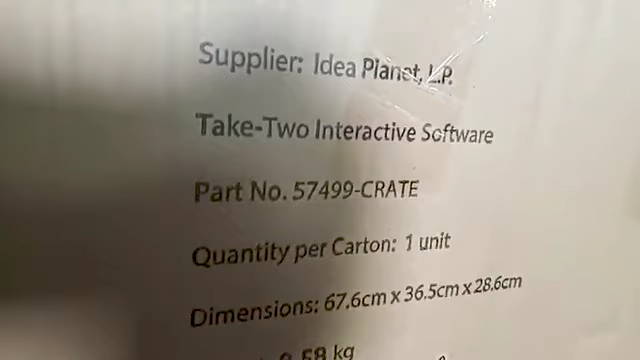 Supplier: Idea Planet, L.P.
Take-Two Interactive Software
Part No. 57499-CRATE
Quantity per Carton: 1 unit
Dimensions: 67.6cm x 36.5cm x 28.6cm
kg